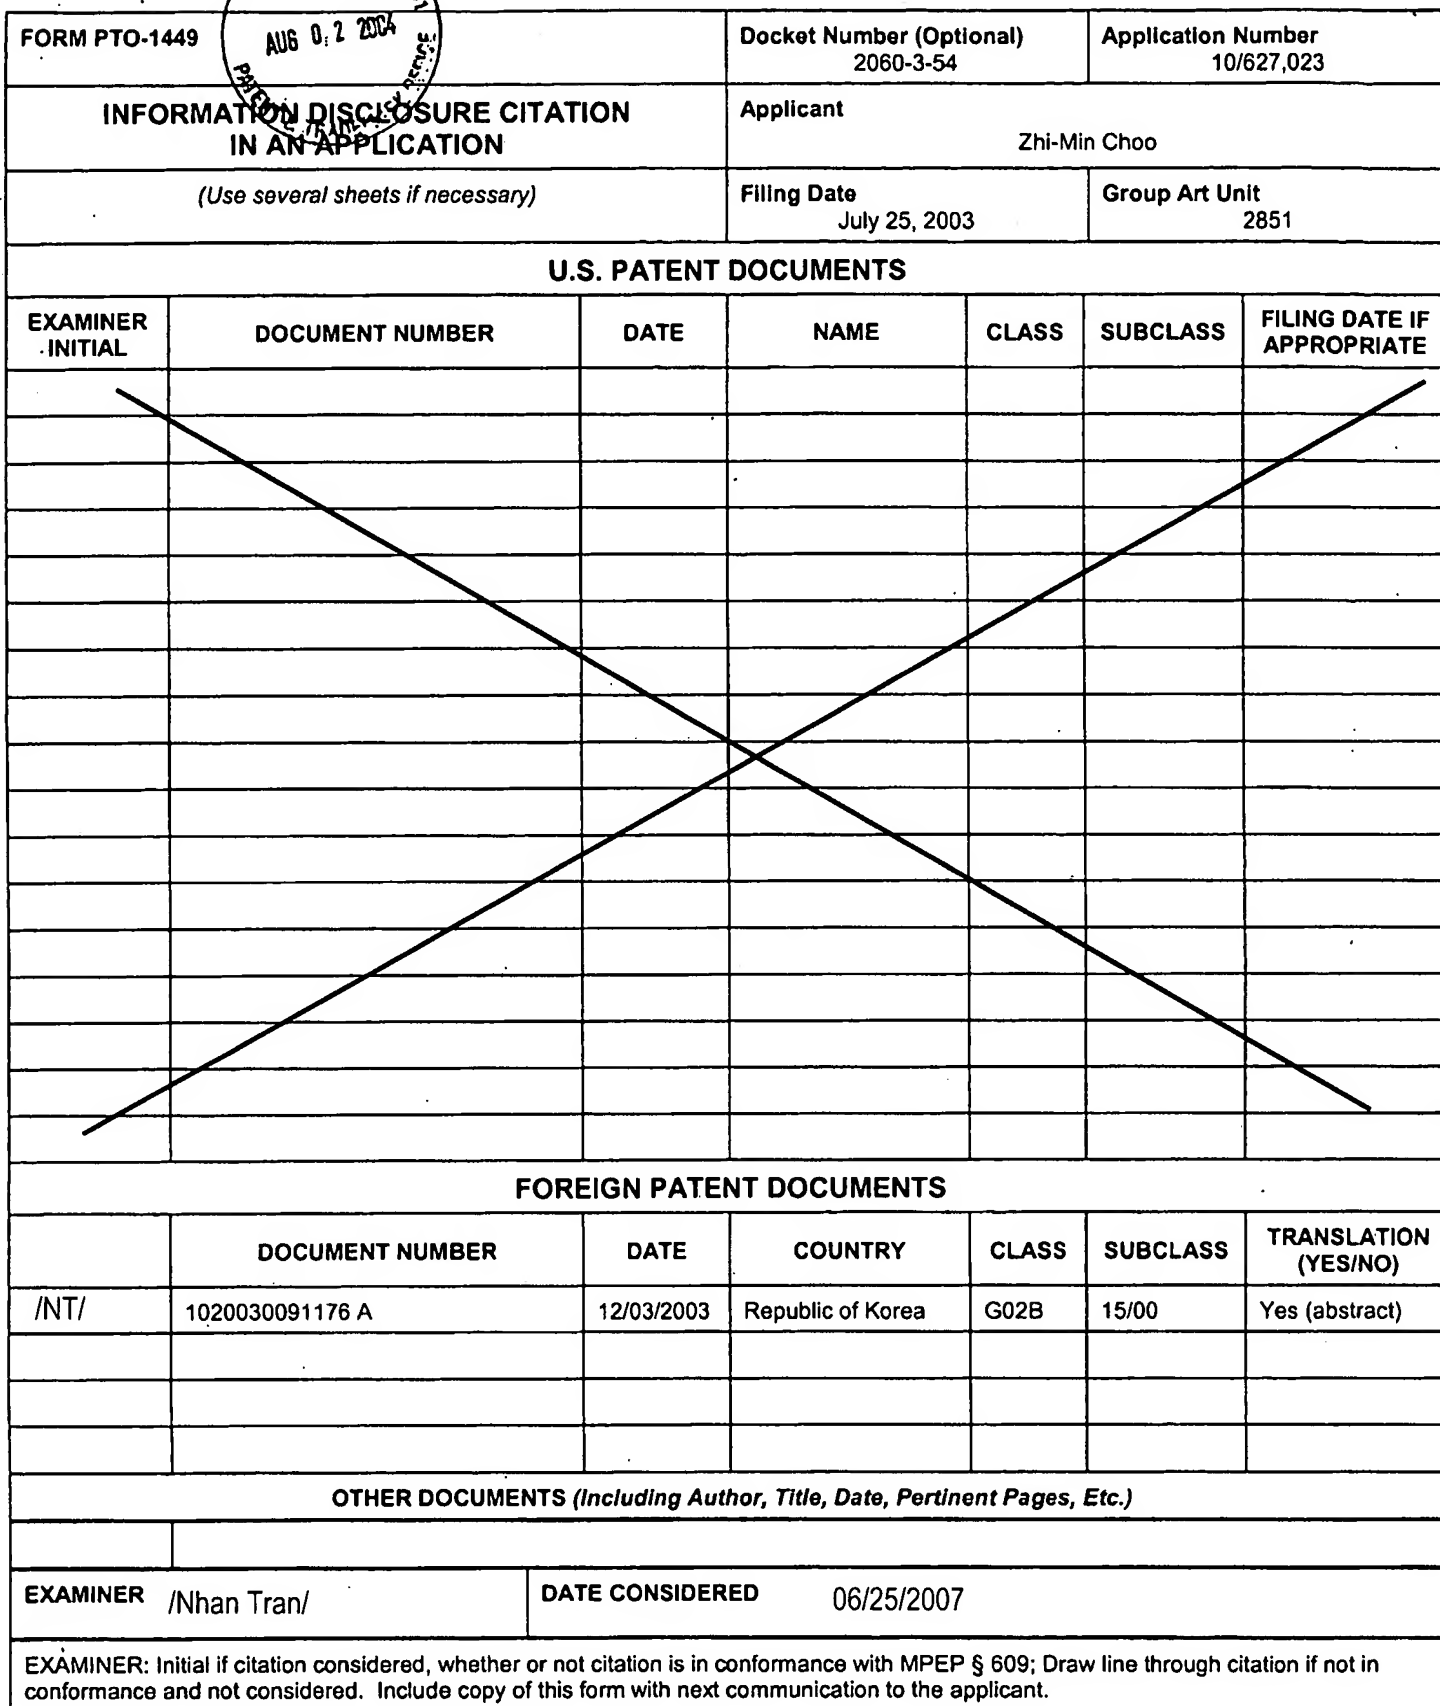 FORM PTO-1449
AUG 0 2 2004
Docket Number (Optional)
2060-3-54
Application Number
10/627,023
INFORMATION DISCLOSURE CITATION
IN AN APPLICATION
Applicant
Zhi-Min Choo
(Use several sheets if necessary)
Filing Date
July 25, 2003
Group Art Unit
2851
U.S. PATENT DOCUMENTS
EXAMINER
INITIAL
DOCUMENT NUMBER
DATE
NAME
CLASS
SUBCLASS
FILING DATE IF
APPROPRIATE
FOREIGN PATENT DOCUMENTS
DOCUMENT NUMBER
DATE
COUNTRY
CLASS
SUBCLASS
TRANSLATION
(YES/NO)
/NT/
1020030091176 A
12/03/2003
Republic of Korea
G02B
15/00
Yes (abstract)
OTHER DOCUMENTS (Including Author, Title, Date, Pertinent Pages, Etc.)
EXAMINER
/Nhan Tran/
DATE CONSIDERED
06/25/2007
EXAMINER: Initial if citation considered, whether or not citation is in conformance with MPEP § 609; Draw line through citation if not in
conformance and not considered. Include copy of this form with next communication to the applicant.